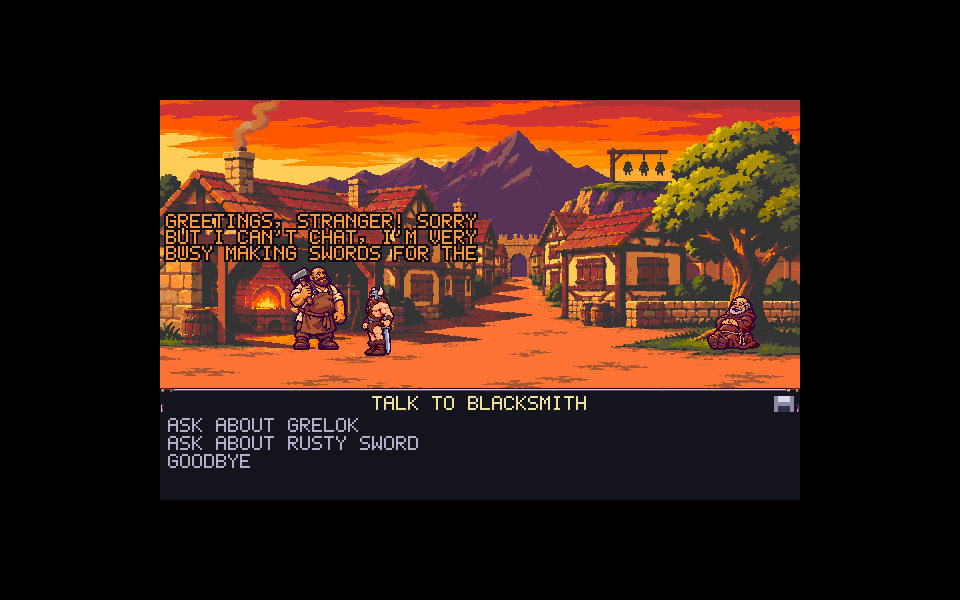 GREETINGS, STRANGER! SORRY
BUT I CAN'T CHAT, I'M VERY
BUSY MAKING SWORDS FOR THE
TALK TO BLACKSMITH
ASK ABOUT GRELOK
ASK ABOUT RUSTY SWORD
GOODBYE